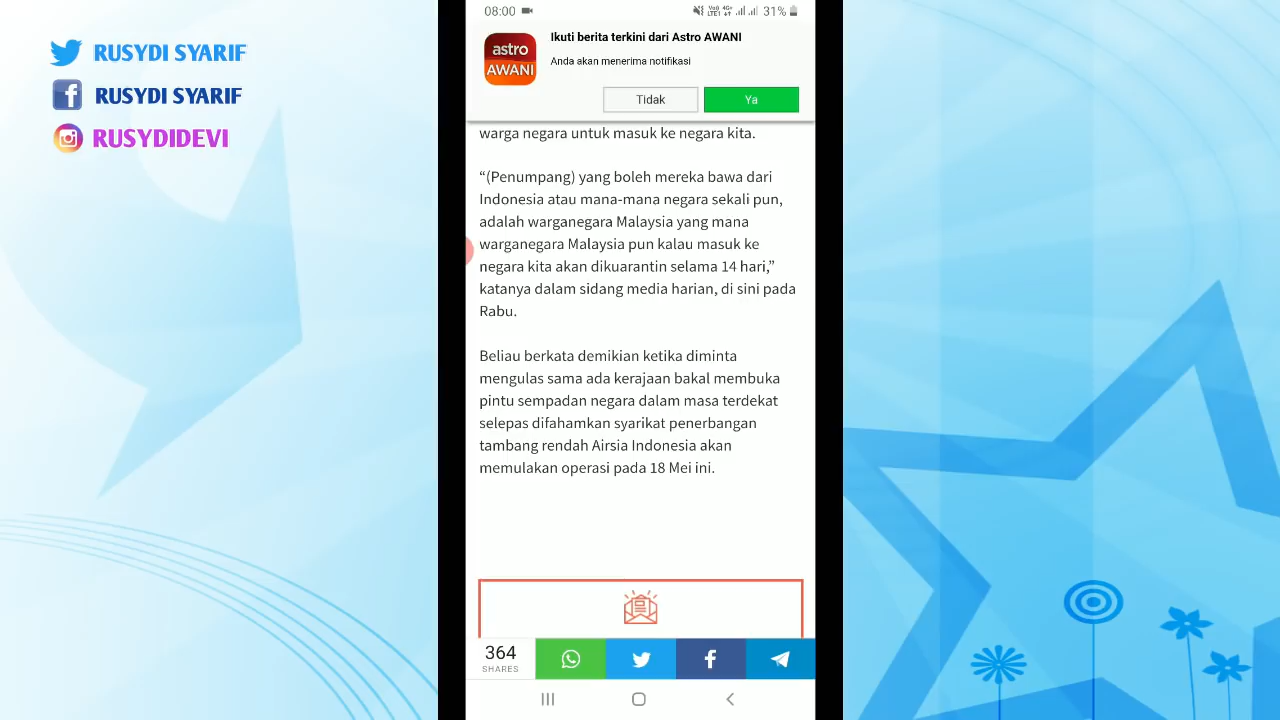 RUSYDI SYARIF
RUSYDI SYARIF
RUSYDIDEVI
08:00
31%
astro
AWANI
Ikuti berita terkini dari Astro AWANI
Anda akan menerima notifikasi
Tidak
Ya
warga negara untuk masuk ke negara kita.
“(Penumpang) yang boleh mereka bawa dari
Indonesia atau mana-mana negara sekali pun,
adalah warganegara Malaysia yang mana
warganegara Malaysia pun kalau masuk ke
negara kita akan dikuarantin selama 14 hari,”
katanya dalam sidang media harian, di sini pada
Rabu.
Beliau berkata demikian ketika diminta
mengulas sama ada kerajaan bakal membuka
pintu sempadan negara dalam masa terdekat
selepas difahamkan syarikat penerbangan
tambang rendah Airsia Indonesia akan
memulakan operasi pada 18 Mei ini.
364
SHARES